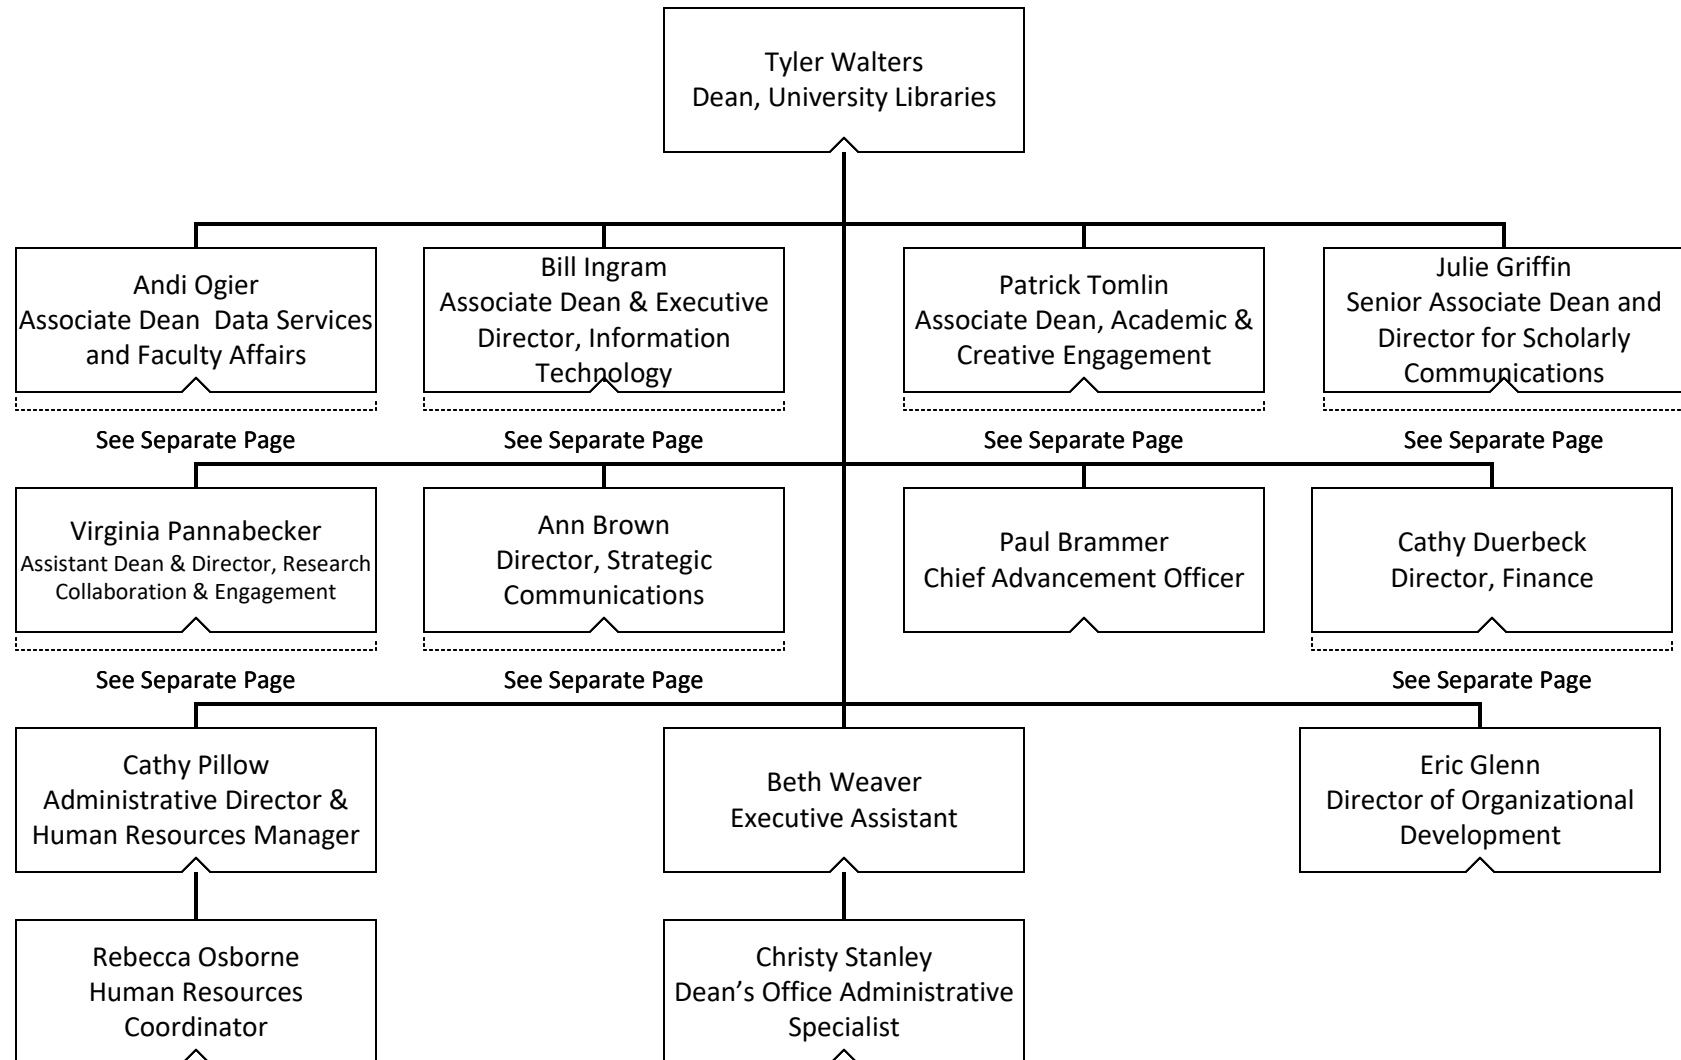 Tyler Walters
Dean, University Libraries
Andi Ogier
Associate Dean  Data Services
and Faculty Affairs
See Separate Page
Bill Ingram
Associate Dean & Executive
Director, Information
Technology
See Separate Page
Patrick Tomlin
Associate Dean, Academic &
Creative Engagement
See Separate Page
Julie Griffin
Senior Associate Dean and
Director for Scholarly
Communications
See Separate Page
Virginia Pannabecker
Assistant Dean & Director, Research
Collaboration & Engagement
See Separate Page
Ann Brown
Director, Strategic
Communications
See Separate Page
Paul Brammer
Chief Advancement Officer
Cathy Duerbeck
Director, Finance
See Separate Page
Cathy Pillow
Administrative Director &
Human Resources Manager
Beth Weaver
Executive Assistant
Eric Glenn
Director of Organizational
Development
Rebecca Osborne
Human Resources
Coordinator
Christy Stanley
Dean’s Office Administrative
Specialist